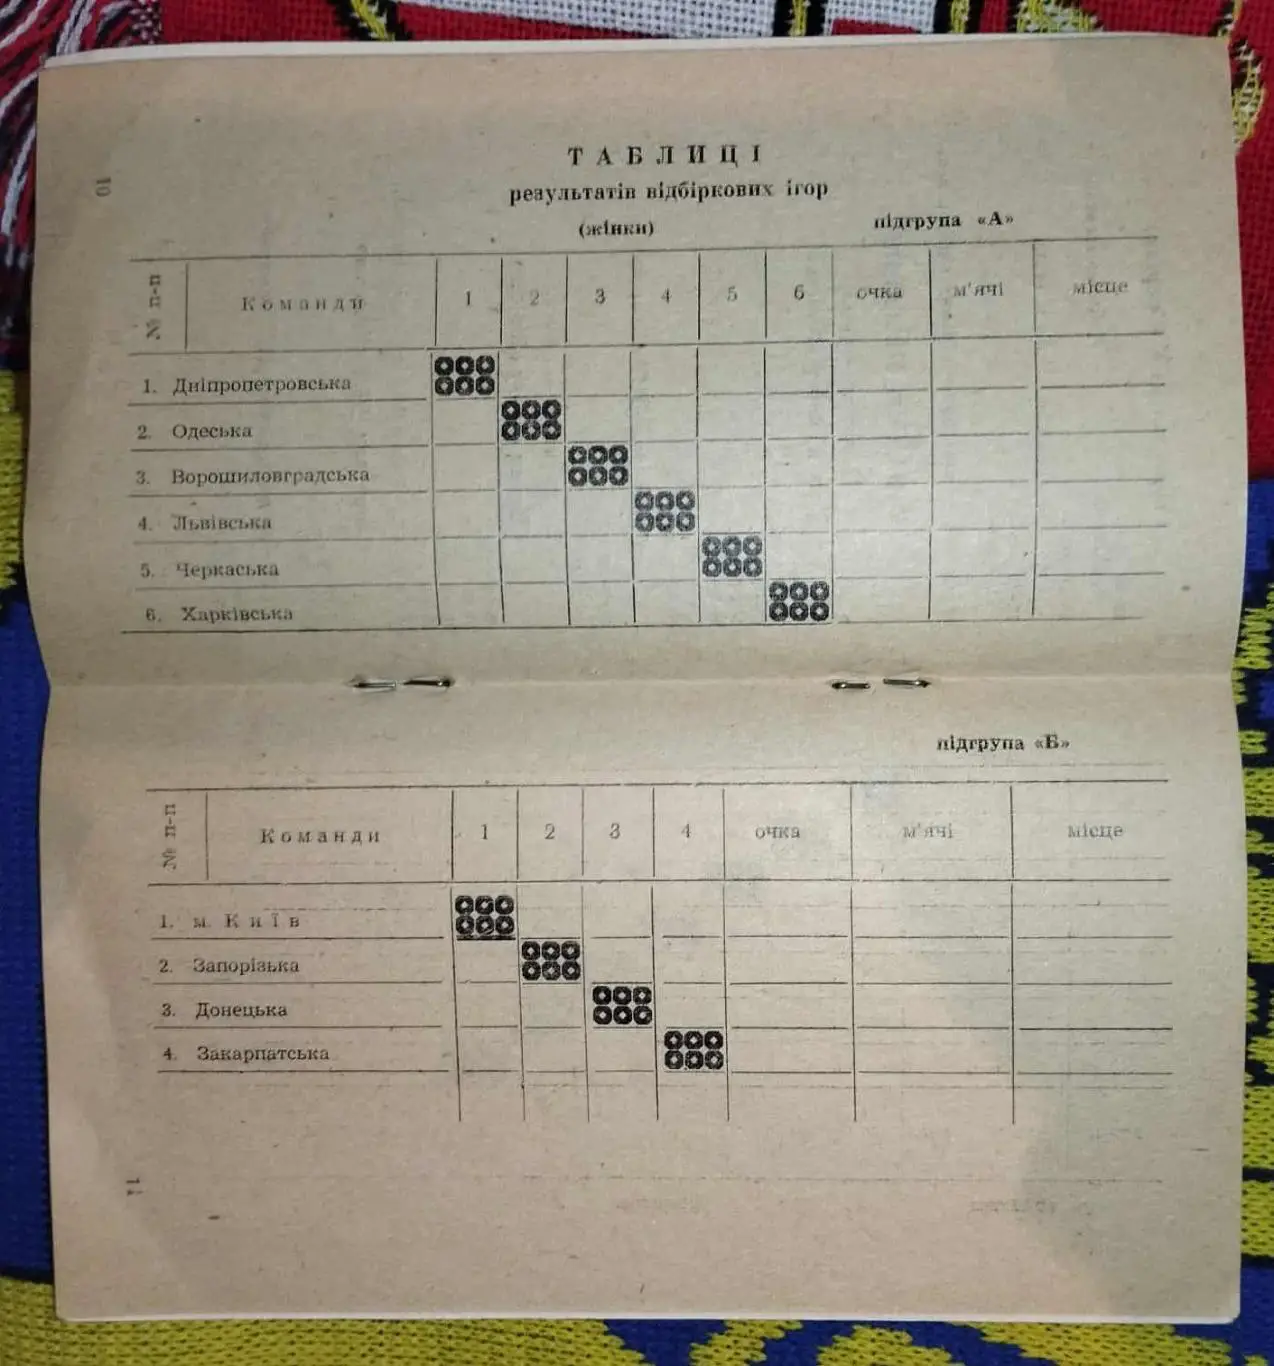 10
ТАБЛИЦІ
результатів відбіркових ігор
(жінки) підгрупа «А»
№ п-п Команди 1 2 3 4 5 6 очка м'ячі місце
1. Дніпропетровська
2. Одеська
3. Ворошиловградська
4. Львівська
5. Черкаська
6. Харківська
підгрупа «Б»
№ п-п Команди 1 2 3 4 очка м'ячі місце
1. м. Київ
2. Запорізька
3. Донецька
4. Закарпатська
11